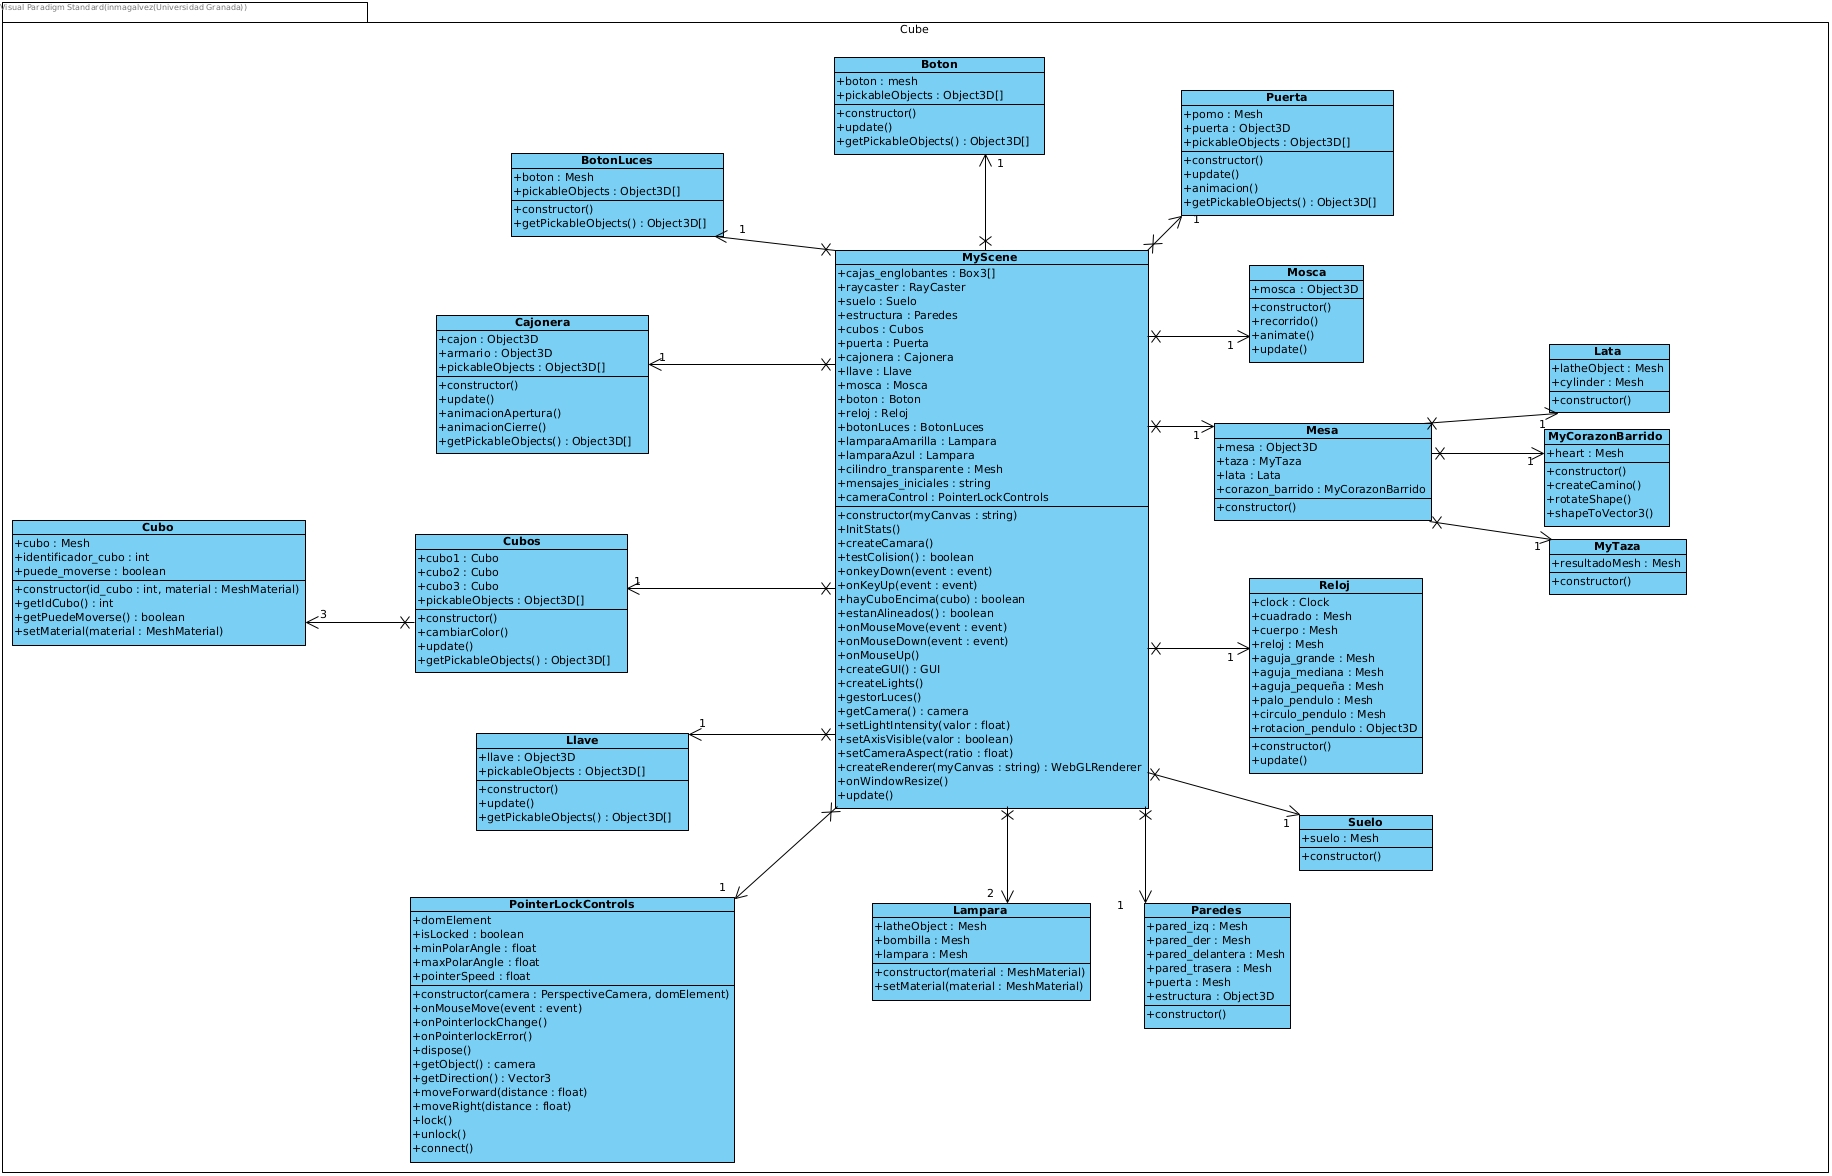 Visual Paradigm Standard(inmagalvez(Universidad Granada))
Cube
Boton
+boton : mesh
+pickableObjects : Object3D[]
+constructor()
+update()
+getPickableObjects() : Object3D[]
1
Puerta
+pomo : Mesh
+puerta : Object3D
+pickableObjects : Object3D[]
+constructor()
+update()
+animacion()
+getPickableObjects() : Object3D[]
1
BotonLuces
+boton : Mesh
+pickableObjects : Object3D[]
+constructor()
+getPickableObjects() : Object3D[]
1
MyScene
+cajas_englobantes : Box3[]
+raycaster : RayCaster
+suelo : Suelo
+estructura : Paredes
+cubos : Cubos
+puerta : Puerta
+cajonera : Cajonera
+llave : Llave
+mosca : Mosca
+boton : Boton
+reloj : Reloj
+botonLuces : BotonLuces
+lamparaAmarilla : Lampara
+lamparaAzul : Lampara
+cilindro_transparente : Mesh
+mensajes_iniciales : string
+cameraControl : PointerLockControls
+constructor(myCanvas : string)
+InitStats()
+createCamara()
+testColision() : boolean
+onkeyDown(event : event)
+onKeyUp(event : event)
+hayCuboEncima(cubo) : boolean
+estanAlineados() : boolean
+onMouseMove(event : event)
+onMouseDown(event : event)
+onMouseUp()
+createGUI() : GUI
+createLights()
+gestorLuces()
+getCamera() : camera
+setLightIntensity(valor : float)
+setAxisVisible(valor : boolean)
+setCameraAspect(ratio : float)
+createRenderer(myCanvas : string) : WebGLRenderer
+onWindowResize()
+update()
Mosca
+mosca : Object3D
+constructor()
+recorrido()
+animate()
+update()
1
Cajonera
+cajon : Object3D
+armario : Object3D
+pickableObjects : Object3D[]
+constructor()
+update()
+animacionApertura()
+animacionCierre()
+getPickableObjects() : Object3D[]
1
Lata
+latheObject : Mesh
+cylinder : Mesh
+constructor()
1
Mesa
+mesa : Object3D
+taza : MyTaza
+lata : Lata
+corazon_barrido : MyCorazonBarrido
+constructor()
1
MyCorazonBarrido
+heart : Mesh
+constructor()
+createCamino()
+rotateShape()
+shapeToVector3()
1
MyTaza
+resultadoMesh : Mesh
+constructor()
1
Cubo
+cubo : Mesh
+identificador_cubo : int
+puede_moverse : boolean
+constructor(id_cubo : int, material : MeshMaterial)
+getIdCubo() : int
+getPuedeMoverse() : boolean
+setMaterial(material : MeshMaterial)
3
Cubos
+cubo1 : Cubo
+cubo2 : Cubo
+cubo3 : Cubo
+pickableObjects : Object3D[]
+constructor()
+cambiarColor()
+update()
+getPickableObjects() : Object3D[]
1
Reloj
+clock : Clock
+cuadrado : Mesh
+cuerpo : Mesh
+reloj : Mesh
+aguja_grande : Mesh
+aguja_mediana : Mesh
+aguja_pequeña : Mesh
+palo_pendulo : Mesh
+circulo_pendulo : Mesh
+rotacion_pendulo : Object3D
+constructor()
+update()
1
Llave
+llave : Object3D
+pickableObjects : Object3D[]
+constructor()
+update()
+getPickableObjects() : Object3D[]
1
Suelo
+suelo : Mesh
+constructor()
1
PointerLockControls
+domElement
+isLocked : boolean
+minPolarAngle : float
+maxPolarAngle : float
+pointerSpeed : float
+constructor(camera : PerspectiveCamera, domElement)
+onMouseMove(event : event)
+onPointerlockChange()
+onPointerlockError()
+dispose()
+getObject() : camera
+getDirection() : Vector3
+moveForward(distance : float)
+moveRight(distance : float)
+lock()
+unlock()
+connect()
1
Lampara
+latheObject : Mesh
+bombilla : Mesh
+lampara : Mesh
+constructor(material : MeshMaterial)
+setMaterial(material : MeshMaterial)
2
Paredes
+pared_izq : Mesh
+pared_der : Mesh
+pared_delantera : Mesh
+pared_trasera : Mesh
+puerta : Mesh
+estructura : Object3D
+constructor()
1